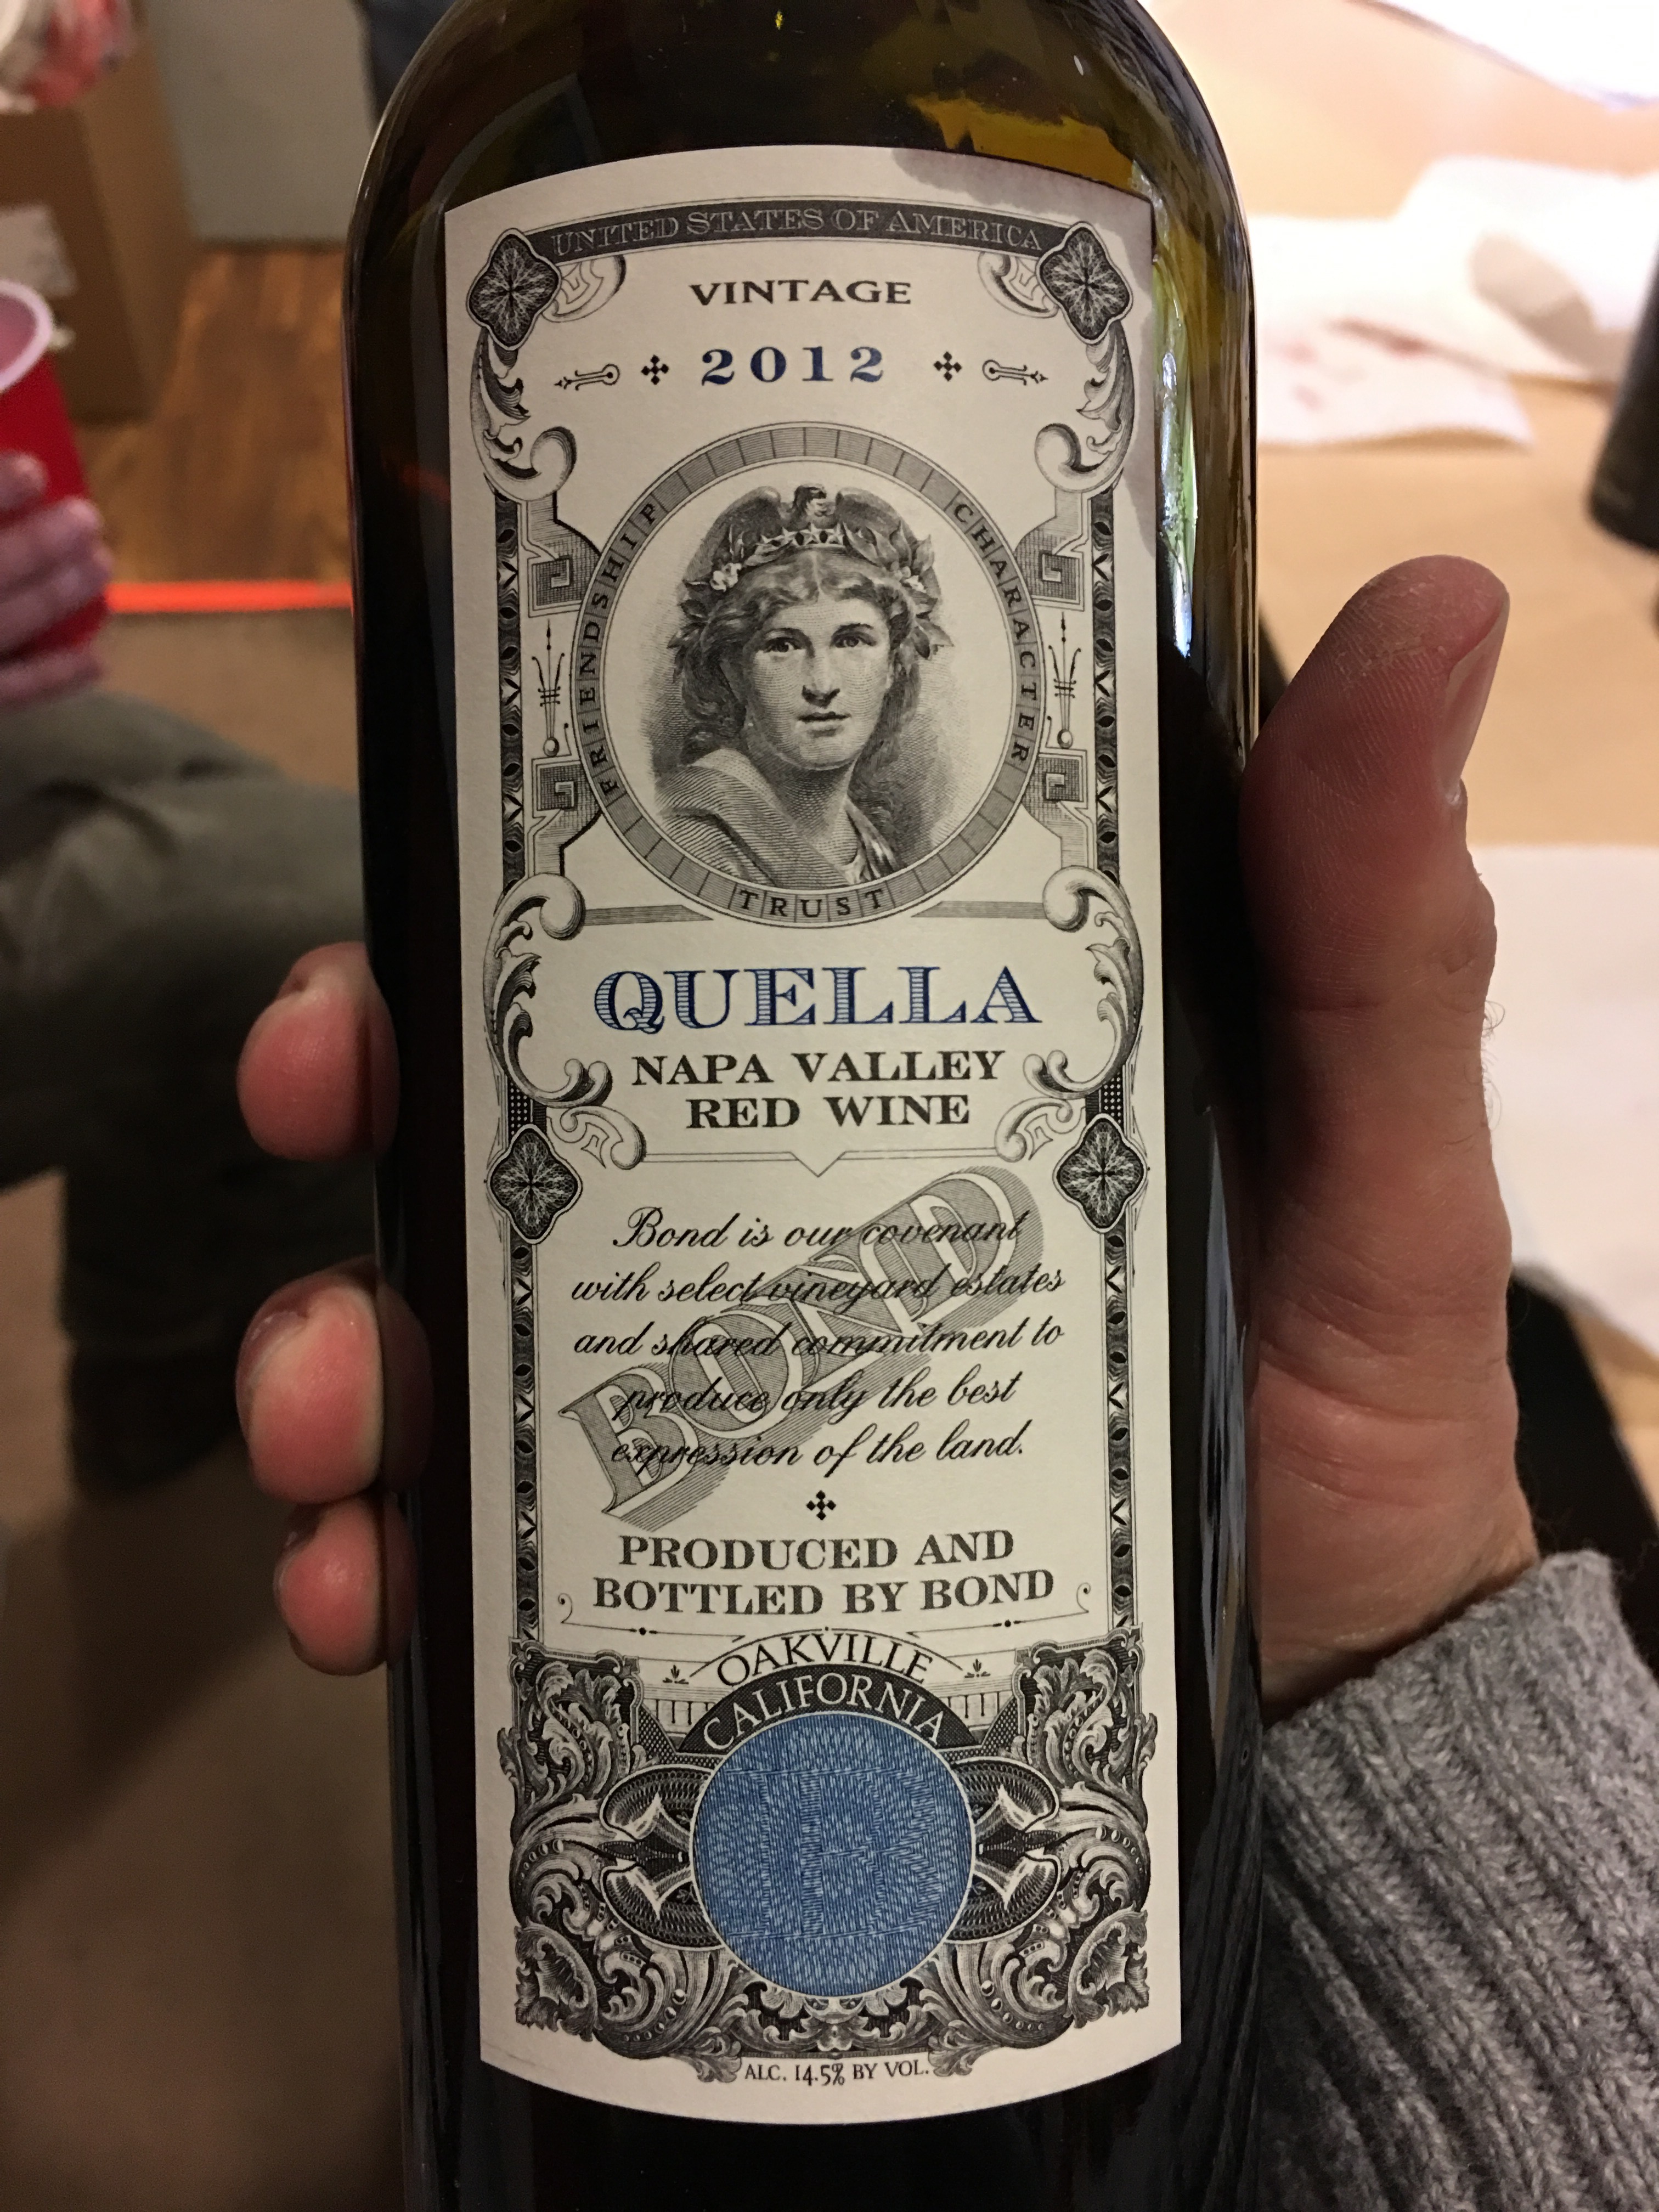 UNITED STATES OF AMERICA
VINTAGE
2012
FRIENDSHIP
CHARACTER
TRUST
QUELLA
NAPA VALLEY
RED WINE
BOND
Bond is our covenant
with select vineyard estates
and shared commitment to
produce only the best
expression of the land.
PRODUCED AND
BOTTLED BY BOND
OAKVILLE
CALIFORNIA
B
ALC. 14.5% BY VOL.